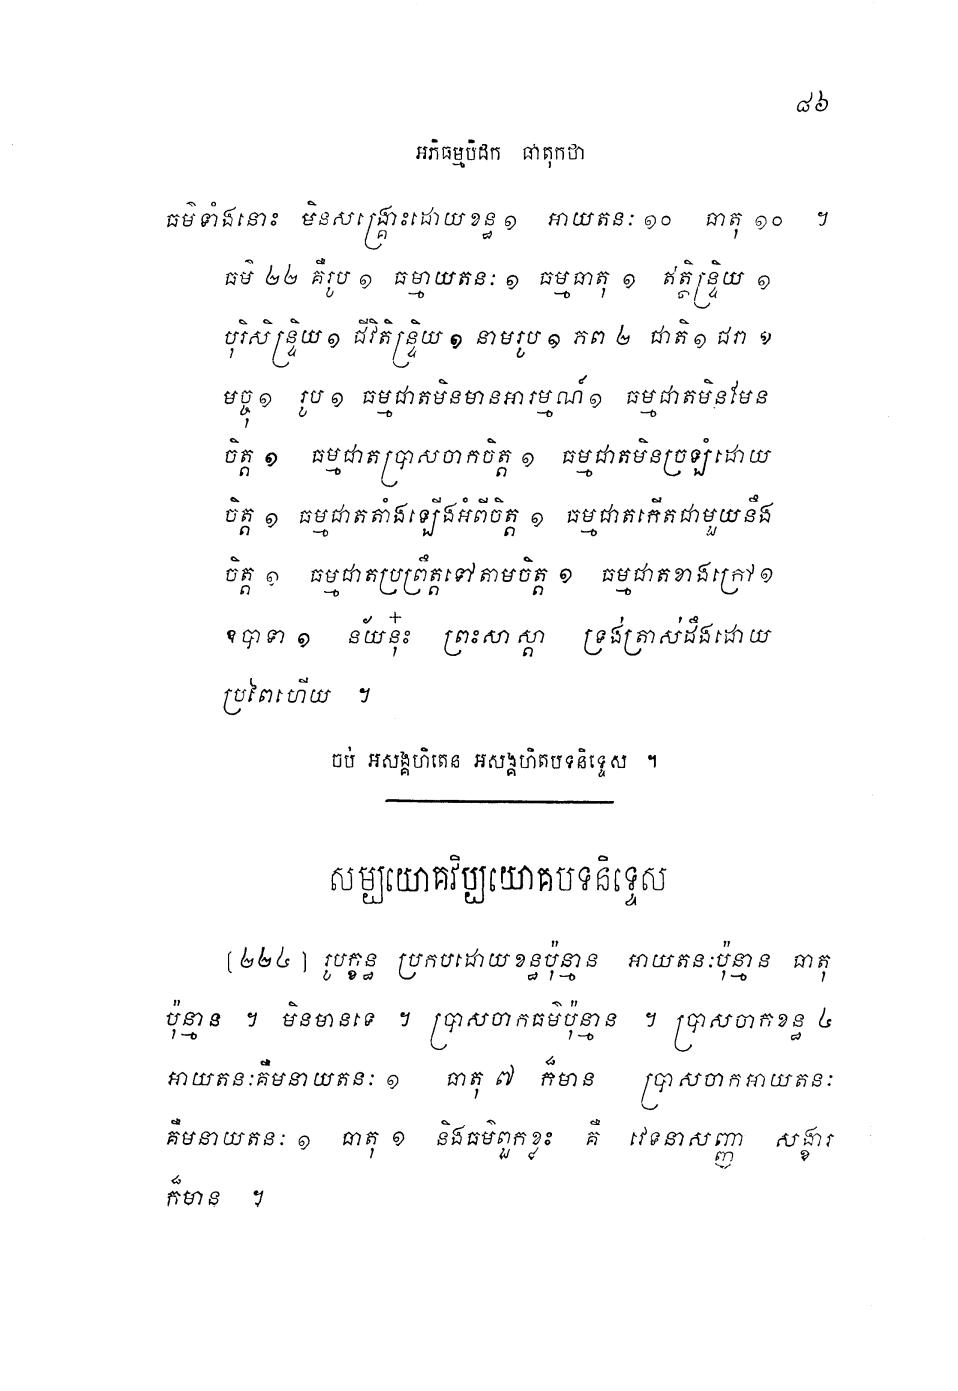 ៨៦
អភិធម្មបិដក ធាតុកថា
ធម៌ទាំងនោះ មិនសង្គ្រោះដោយខន្ធ ១ អាយតនៈ ១០ ធាតុ ១០ ។
ធម៌ ២២ គឺរូប ១ ធម្មាយតនៈ ១ ធម្មធាតុ ១ ឥត្ថិន្ទ្រិយ ១
បុរិសិន្ទ្រិយ ១ ជីវិតិន្ទ្រិយ ១ នាមរូប ១ ភព ២ ជាតិ ១ ជរា ១
មច្ចុ ១ រូប ១ ធម្មជាតមិនមានអារម្មណ៍ ១ ធម្មជាតមិនមែន
ចិត្ត ១ ធម្មជាតប្រាសចាកចិត្ត ១ ធម្មជាតមិនច្រឡំដោយ
ចិត្ត ១ ធម្មជាតតាំងឡើងអំពីចិត្ត ១ ធម្មជាតកើតជាមួយនឹង
ចិត្ត ១ ធម្មជាតប្រព្រឹត្តទៅតាមចិត្ត ១ ធម្មជាតខាងក្រៅ ១
ឧបាទា ១ ន័យនុ៎ះ ព្រះសាស្តា ទ្រង់ត្រាស់ដឹងដោយ
ប្រពៃហើយ ។
ចប់ អសង្គហិតេន អសង្គហិតបទនិទ្ទេស ។
សម្បយោគវិប្បយោគបទនិទ្ទេស
[២២៤] រូបក្ខន្ធ ប្រកបដោយខន្ធប៉ុន្មាន អាយតនៈប៉ុន្មាន ធាតុ
ប៉ុន្មាន ។ មិនមានទេ ។ ប្រាសចាកធម៌ប៉ុន្មាន ។ ប្រាសចាកខន្ធ ៤
អាយតនៈគឺមនាយតនៈ ១ ធាតុ ៧ ក៏មាន ប្រាសចាកអាយតនៈ
គឺមនាយតនៈ ១ ធាតុ ១ និងធម៌ពួកខ្លះ គឺ វេទនាសញ្ញា សង្ខារ
ក៏មាន ។